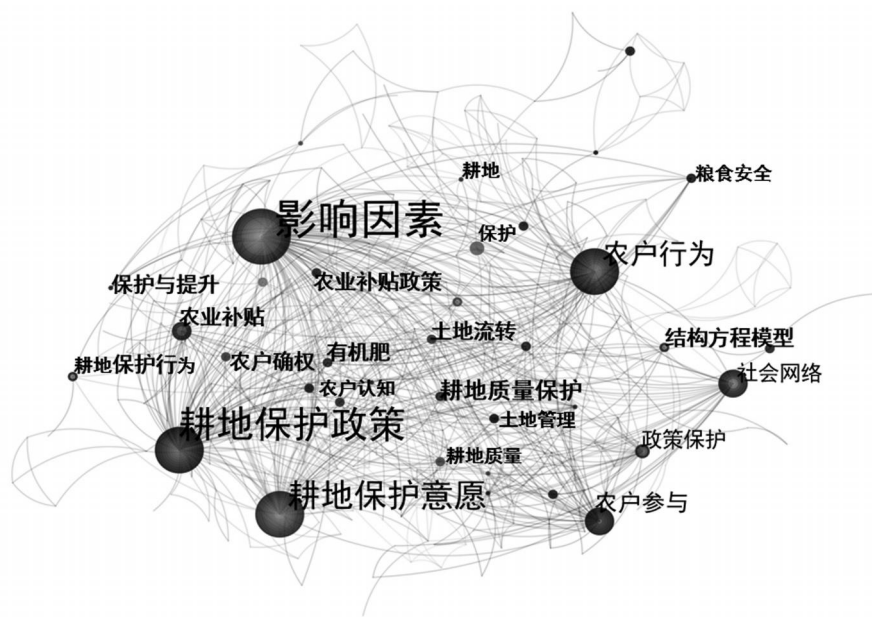 耕地
粮食安全
影响因素
保护
农户行为
保护与提升
农业补贴政策
农业补贴
土地流转
结构方程模型
耕地保护行为
农户确权
有机肥
社会网络
农户认知
耕地质量保护
耕地保护政策
土地管理
政策保护
耕地质量
耕地保护意愿
农户参与